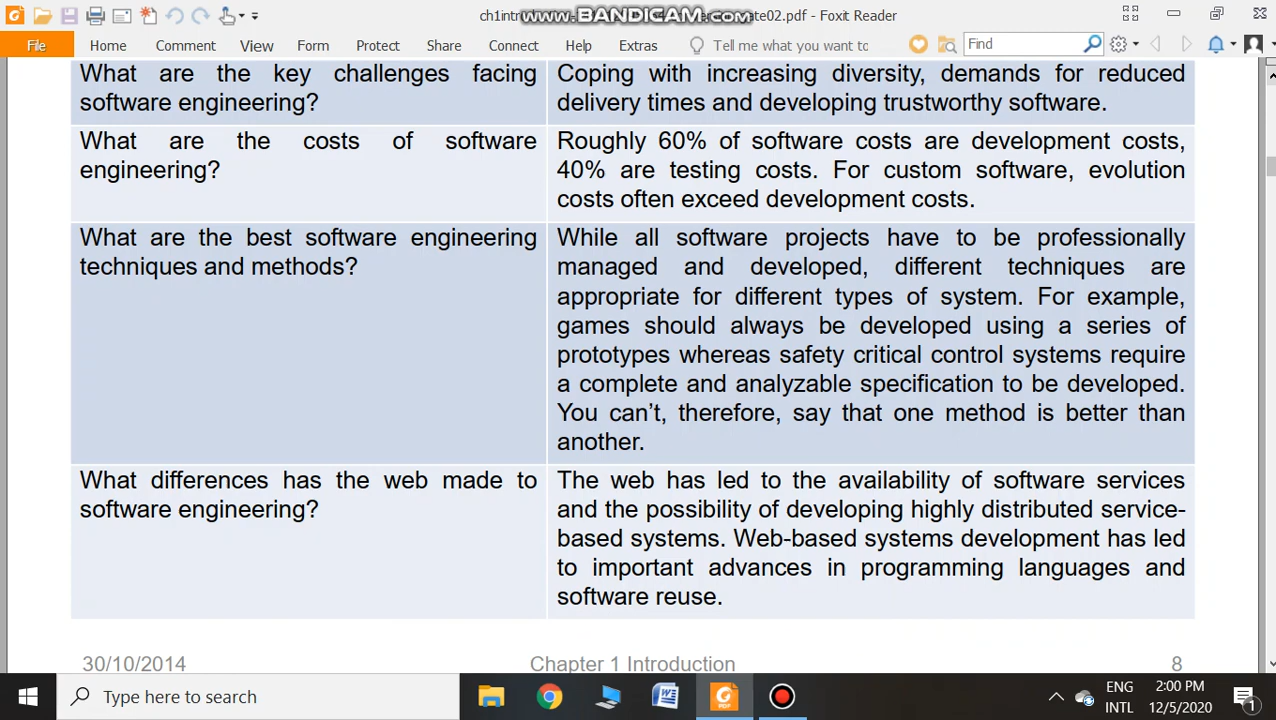 ch1introduction
ate02.pdf - Foxit Reader
www.BANDICAM.com
File Home Comment View Form Protect Share Connect Help Extras Tell me what you want to Find
What are the key challenges facing
software engineering?
Coping with increasing diversity, demands for reduced
delivery times and developing trustworthy software.
What are the costs of software
engineering?
Roughly 60% of software costs are development costs,
40% are testing costs. For custom software, evolution
costs often exceed development costs.
What are the best software engineering
techniques and methods?
While all software projects have to be professionally
managed and developed, different techniques are
appropriate for different types of system. For example,
games should always be developed using a series of
prototypes whereas safety critical control systems require
a complete and analyzable specification to be developed.
You can't, therefore, say that one method is better than
another.
What differences has the web made to
software engineering?
The web has led to the availability of software services
and the possibility of developing highly distributed service-
based systems. Web-based systems development has led
to important advances in programming languages and
software reuse.
30/10/2014 Chapter 1 Introduction 8
Type here to search
ENG
INTL
2:00 PM
12/5/2020
1